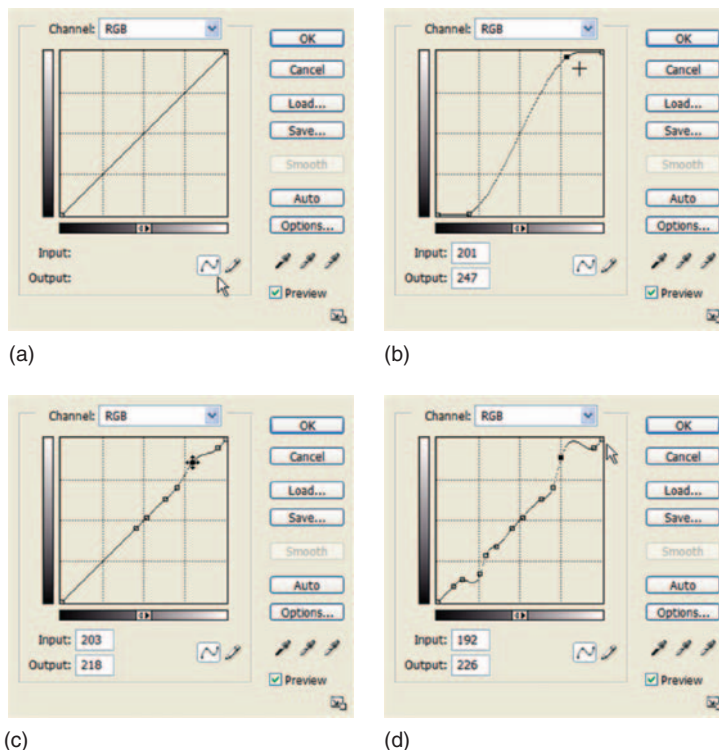 Channel: RGB
OK
Cancel
Load...
Save...
Smooth
Auto
Options...
Input:
Output:
Preview
(a)
Channel: RGB
OK
Cancel
Load...
Save...
Smooth
Auto
Options...
Input: 201
Output: 247
Preview
(b)
Channel: RGB
OK
Cancel
Load...
Save...
Smooth
Auto
Options...
Input: 203
Output: 218
Preview
(c)
Channel: RGB
OK
Cancel
Load...
Save...
Smooth
Auto
Options...
Input: 192
Output: 226
Preview
(d)